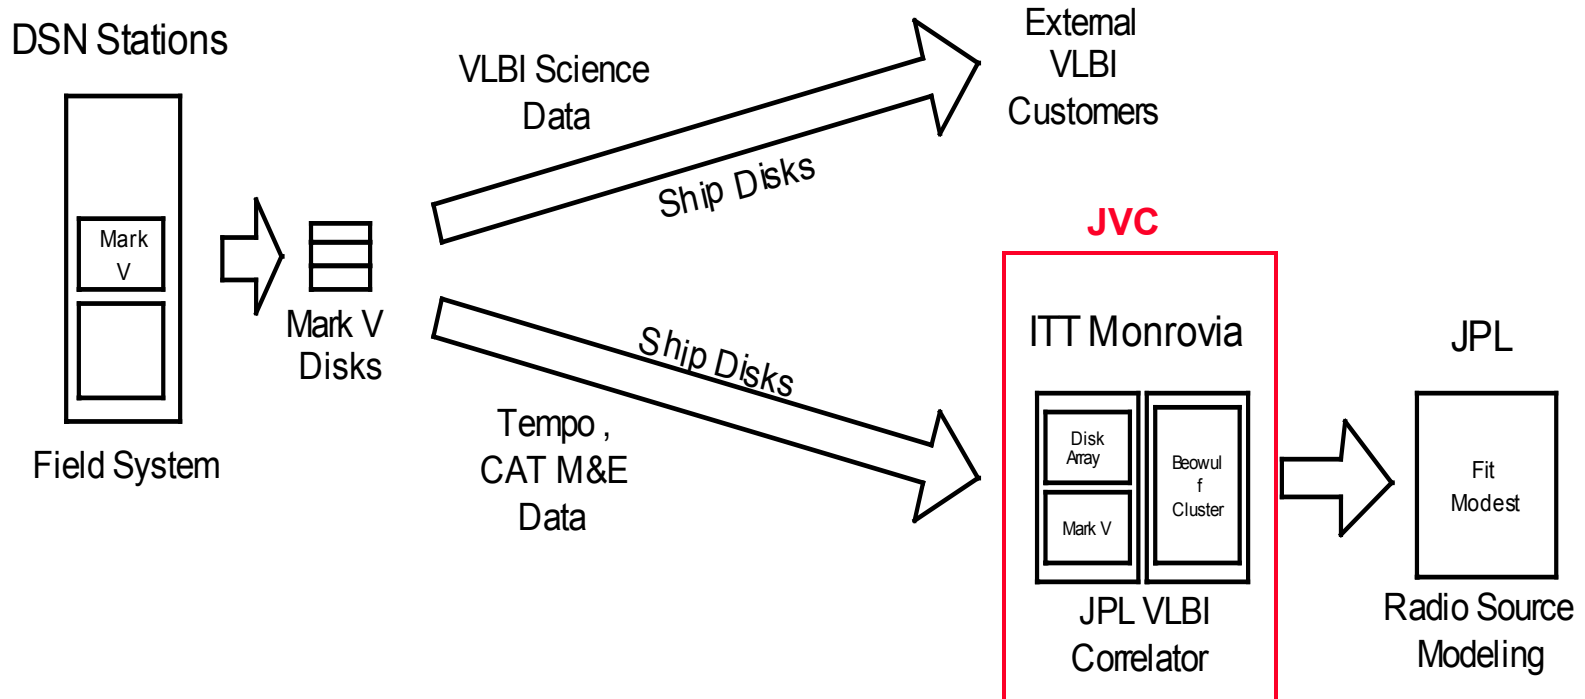 DSN Stations
Mark
V
Field System
Mark V
Disks
VLBI Science
Data
Ship Disks
External
VLBI
Customers
Ship Disks
Tempo ,
CAT M&E
Data
JVC
ITT Monrovia
Disk
Array
Mark V
Beowul
f
Cluster
JPL VLBI
Correlator
JPL
Fit
Modest
Radio Source
Modeling